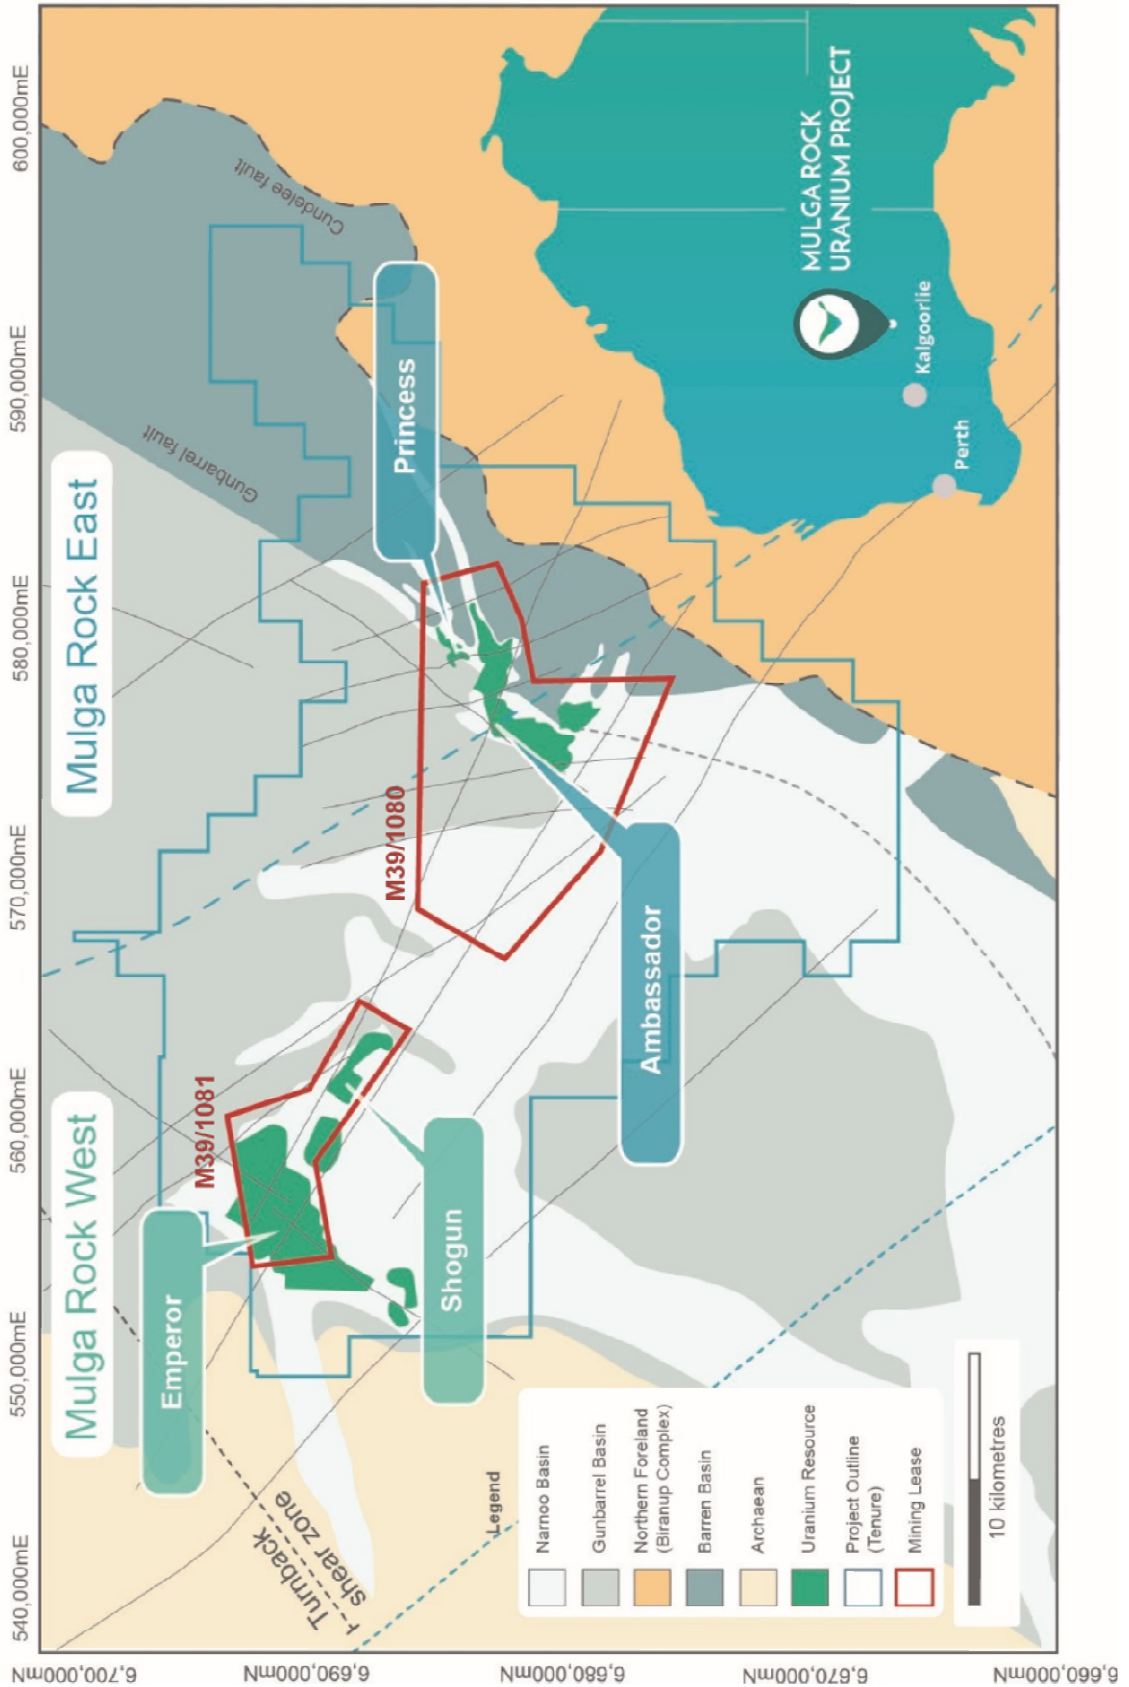 540,000mE
550,000mE
560,000mE
570,000mE
580,000mE
590,000mE
600,000mE
6,700,000mN
6,690,000mN
6,680,000mN
6,670,000mN
6,660,000mN
Mulga Rock West
Mulga Rock East
Gunbarrel fault
Cundelee fault
Emperor
M39/1081
Turnback
shear zone
Shogun
M39/1080
Princess
Ambassador
Legend
Narnoo Basin
Gunbarrel Basin
Northern Foreland
(Biranup Complex)
Barren Basin
Archaean
Uranium Resource
Project Outline
(Tenure)
Mining Lease
10 kilometres
MULGA ROCK
URANIUM PROJECT
Kalgoorlie
Perth